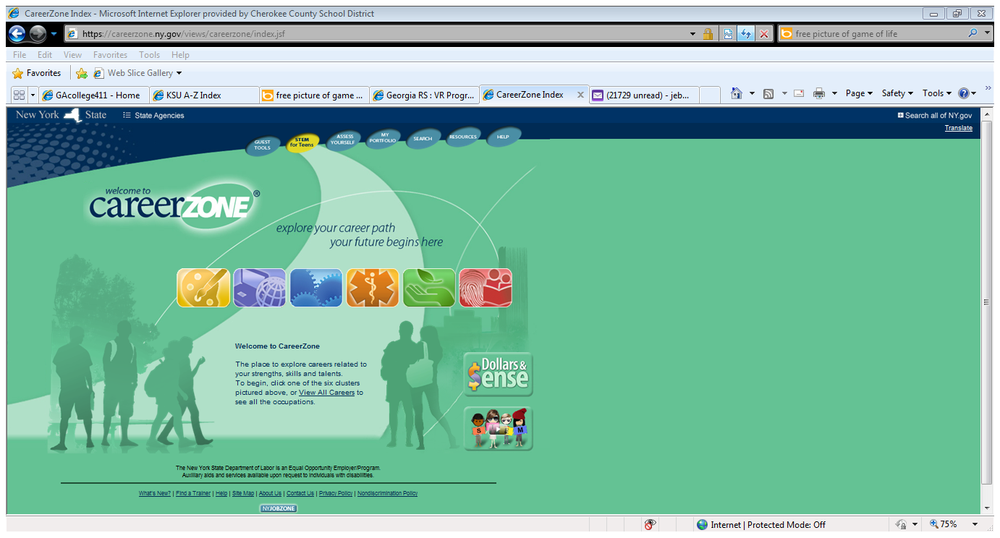 CareerZone Index - Microsoft Internet Explorer provided by Cherokee County School District
https://careerzone.ny.gov/views/careerzone/index.jsf
free picture of game of life
File Edit View Favorites Tools Help
Favorites Web Slice Gallery
GAcollege411 - Home KSU A-Z Index free picture of game ... Georgia RS : VR Progr... CareerZone Index X (21729 unread) - jeb... Page Safety Tools »
New York State State Agencies Search all of NY.gov
Translate
GUEST TOOLS
STEM for Teens
ASSESS YOURSELF
MY PORTFOLIO
SEARCH
RESOURCES
HELP
welcome to
careerZONE®
explore your career path
your future begins here
Welcome to CareerZone
The place to explore careers related to
your strengths, skills and talents.
To begin, click one of the six clusters
pictured above, or View All Careers to
see all the occupations.
Dollars &
$ense
S E M
The New York State Department of Labor is an Equal Opportunity Employer/Program.
Auxiliary aids and services available upon request to individuals with disabilities.
What's New? | Find a Trainer | Help | Site Map | About Us | Contact Us | Privacy Policy | Nondiscrimination Policy
NYJOBZONE
Internet | Protected Mode: Off 75%